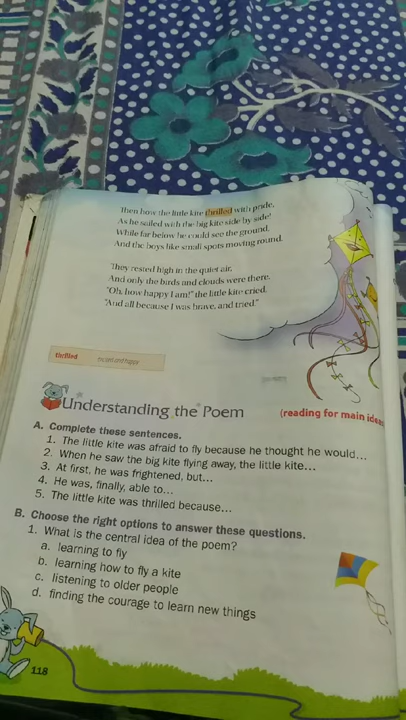 Then how the little kite thrilled with pride,
As he sailed with the big kite side by side!
While far below he could see the ground,
And the boys like small spots moving round.
They rested high in the quiet air,
And only the birds and clouds were there.
"Oh, how happy I am!" the little kite cried,
"And all because I was brave, and tried."
thrilled excited and happy
Understanding the Poem (reading for main idea
A. Complete these sentences.
1. The little kite was afraid to fly because he thought he would...
2. When he saw the big kite flying away, the little kite...
3. At first, he was frightened, but...
4. He was, finally, able to...
5. The little kite was thrilled because...
B. Choose the right options to answer these questions.
1. What is the central idea of the poem?
a. learning to fly
b. learning how to fly a kite
c. listening to older people
d. finding the courage to learn new things
118